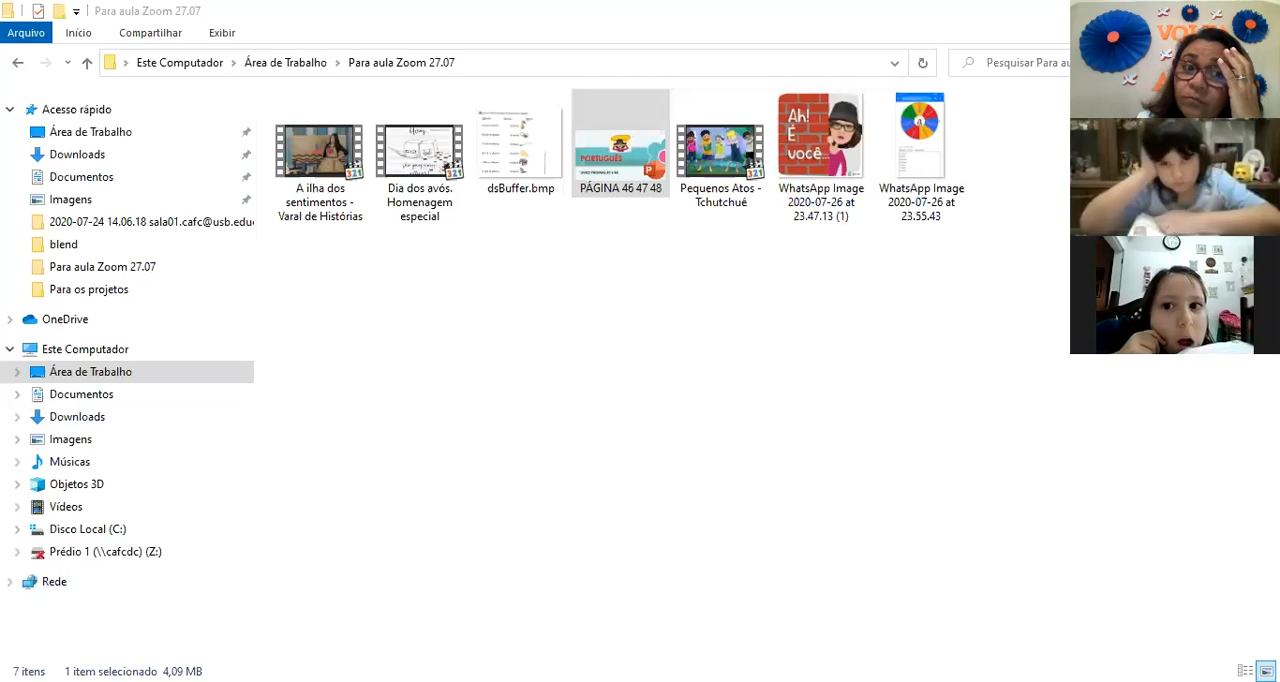 Para aula Zoom 27.07
Arquivo
Início
Compartilhar
Exibir
Este Computador
Área de Trabalho
Para aula Zoom 27.07
Pesquisar Para au
Acesso rápido
Área de Trabalho
Downloads
Documentos
Imagens
2020-07-24 14.06.18 sala01.cafc@usb.edu
blend
Para aula Zoom 27.07
Para os projetos
OneDrive
Este Computador
Área de Trabalho
Documentos
Downloads
Imagens
Músicas
Objetos 3D
Vídeos
Disco Local (C:)
Prédio 1 (\\cafcdc) (Z:)
Rede
321
A ilha dos
sentimentos -
Varal de Histórias
321
Dia dos avós.
Homenagem
especial
dsBuffer.bmp
PORTUGUÊS
PÁGINA 46 47 48
321
Pequenos Atos -
Tchutchuê
Ah!
É
você...
WhatsApp Image
2020-07-26 at
23.47.13 (1)
WhatsApp Image
2020-07-26 at
23.55.43
7 itens
1 item selecionado 4,09 MB